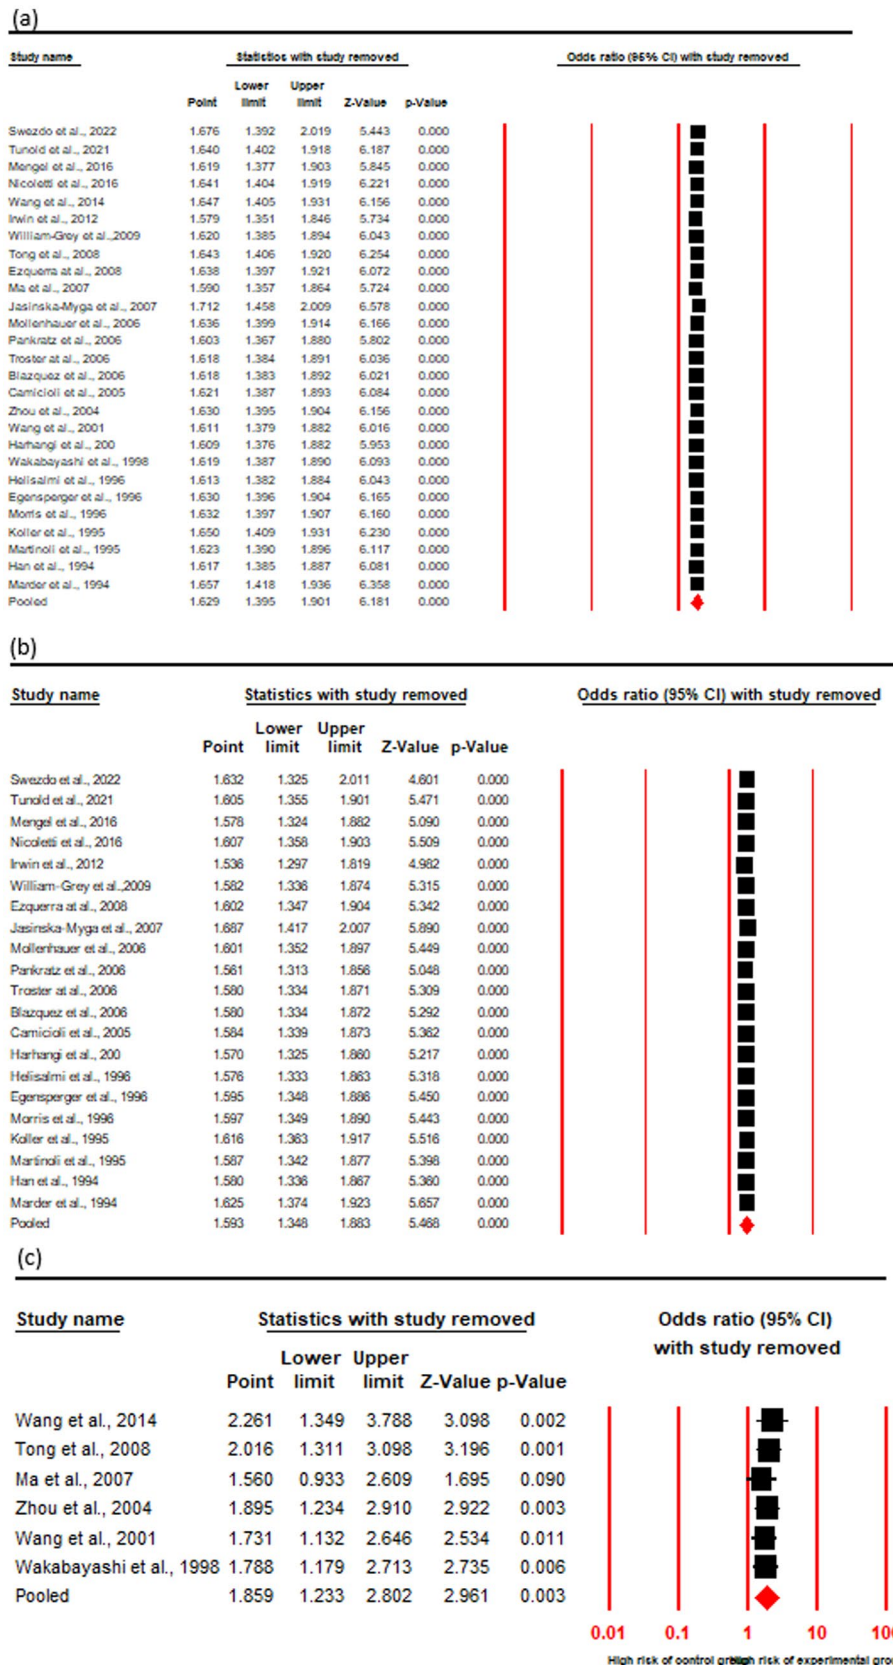 (a)
Study name Statistics with study removed Odds ratio (95% CI) with study removed
Lower Upper
Point limit limit Z-Value p-Value
Swezdo et al., 2022 1.676 1.392 2.019 5.443 0.000
Tunold et al., 2021 1.640 1.402 1.918 6.187 0.000
Mengel et al., 2016 1.619 1.377 1.903 5.845 0.000
Nicoletti et al., 2016 1.641 1.404 1.919 6.221 0.000
Wang et al., 2014 1.647 1.405 1.931 6.156 0.000
Irwin et al., 2012 1.579 1.351 1.846 5.734 0.000
William-Grey et al.,2009 1.620 1.385 1.894 6.043 0.000
Tong et al., 2008 1.643 1.406 1.920 6.254 0.000
Ezquerra at al., 2008 1.638 1.397 1.921 6.072 0.000
Ma et al., 2007 1.590 1.357 1.864 5.724 0.000
Jasinska-Myga et al., 2007 1.712 1.458 2.009 6.578 0.000
Mollenhauer et al., 2006 1.636 1.399 1.914 6.166 0.000
Pankratz et al., 2006 1.603 1.367 1.880 5.802 0.000
Troster at al., 2006 1.618 1.384 1.891 6.036 0.000
Blazquez et al., 2006 1.618 1.383 1.892 6.021 0.000
Camicioli et al., 2005 1.621 1.387 1.893 6.084 0.000
Zhou et al., 2004 1.630 1.395 1.904 6.156 0.000
Wang et al., 2001 1.611 1.379 1.882 6.016 0.000
Harhangi et al., 200 1.609 1.376 1.882 5.953 0.000
Wakabayashi et al., 1998 1.619 1.387 1.890 6.093 0.000
Helisalmi et al., 1996 1.613 1.382 1.884 6.043 0.000
Egensperger et al., 1996 1.630 1.396 1.904 6.165 0.000
Morris et al., 1996 1.632 1.397 1.907 6.160 0.000
Koller et al., 1995 1.650 1.409 1.931 6.230 0.000
Martinoli et al., 1995 1.623 1.390 1.896 6.117 0.000
Han et al., 1994 1.617 1.385 1.887 6.081 0.000
Marder et al., 1994 1.657 1.418 1.936 6.358 0.000
Pooled 1.629 1.395 1.901 6.181 0.000
(b)
Study name Statistics with study removed Odds ratio (95% CI) with study removed
Lower Upper
Point limit limit Z-Value p-Value
Swezdo et al., 2022 1.632 1.325 2.011 4.601 0.000
Tunold et al., 2021 1.605 1.355 1.901 5.471 0.000
Mengel et al., 2016 1.578 1.324 1.882 5.090 0.000
Nicoletti et al., 2016 1.607 1.358 1.903 5.509 0.000
Irwin et al., 2012 1.536 1.297 1.819 4.982 0.000
William-Grey et al.,2009 1.582 1.336 1.874 5.315 0.000
Ezquerra at al., 2008 1.602 1.347 1.904 5.342 0.000
Jasinska-Myga et al., 2007 1.687 1.417 2.007 5.890 0.000
Mollenhauer et al., 2006 1.601 1.352 1.897 5.449 0.000
Pankratz et al., 2006 1.561 1.313 1.856 5.048 0.000
Troster at al., 2006 1.580 1.334 1.871 5.309 0.000
Blazquez et al., 2006 1.580 1.334 1.872 5.292 0.000
Camicioli et al., 2005 1.584 1.339 1.873 5.362 0.000
Harhangi et al., 200 1.570 1.325 1.860 5.217 0.000
Helisalmi et al., 1996 1.576 1.333 1.863 5.318 0.000
Egensperger et al., 1996 1.595 1.348 1.886 5.450 0.000
Morris et al., 1996 1.597 1.349 1.890 5.443 0.000
Koller et al., 1995 1.616 1.363 1.917 5.516 0.000
Martinoli et al., 1995 1.587 1.342 1.877 5.398 0.000
Han et al., 1994 1.580 1.336 1.867 5.360 0.000
Marder et al., 1994 1.625 1.374 1.923 5.657 0.000
Pooled 1.593 1.348 1.883 5.468 0.000
(c)
Study name Statistics with study removed Odds ratio (95% CI)
with study removed
Lower Upper
Point limit limit Z-Value p-Value
Wang et al., 2014 2.261 1.349 3.788 3.098 0.002
Tong et al., 2008 2.016 1.311 3.098 3.196 0.001
Ma et al., 2007 1.560 0.933 2.609 1.695 0.090
Zhou et al., 2004 1.895 1.234 2.910 2.922 0.003
Wang et al., 2001 1.731 1.132 2.646 2.534 0.011
Wakabayashi et al., 1998 1.788 1.179 2.713 2.735 0.006
Pooled 1.859 1.233 2.802 2.961 0.003
0.01 0.1 1 10 100
High risk of control High risk of experimental